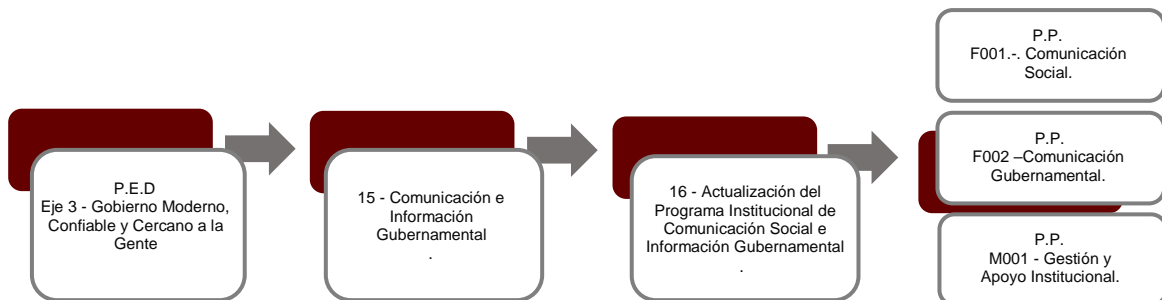 P.E.D
Eje 3 - Gobierno Moderno,
Confiable y Cercano a la
Gente
15 - Comunicación e
Información
Gubernamental
.
16 - Actualización del
Programa Institucional de
Comunicación Social e
Información Gubernamental
.
P.P.
F001.-. Comunicación
Social.
P.P.
F002 –Comunicación
Gubernamental.
P.P.
M001 - Gestión y
Apoyo Institucional.